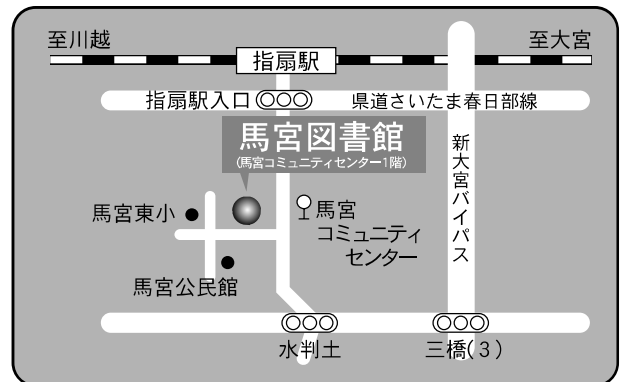 至川越
至大宮
指扇駅
指扇駅入口
県道さいたま春日部線
馬宮図書館
(馬宮コミュニティセンター1階)
新大宮バイパス
馬宮東小
馬宮
コミュニティ
センター
馬宮公民館
水判土
三橋(3)